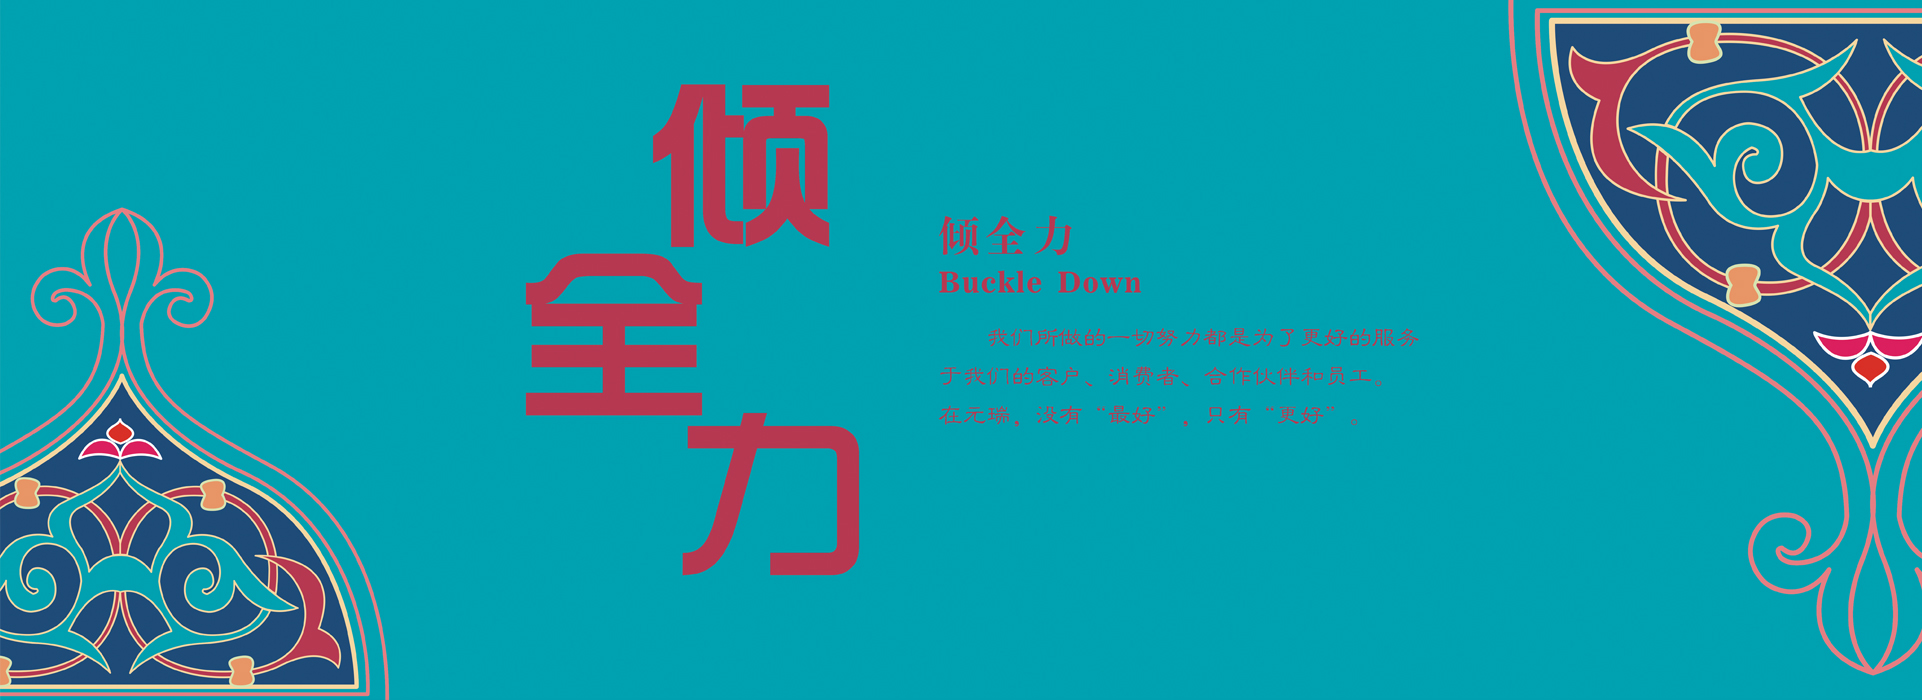 倾
全
力
倾全力
Buckle Down
我们所做的一切努力都是为了更好的服务
于我们的客户、消费者、合作伙伴和员工。
在元瑞，没有“最好”，只有“更好”。